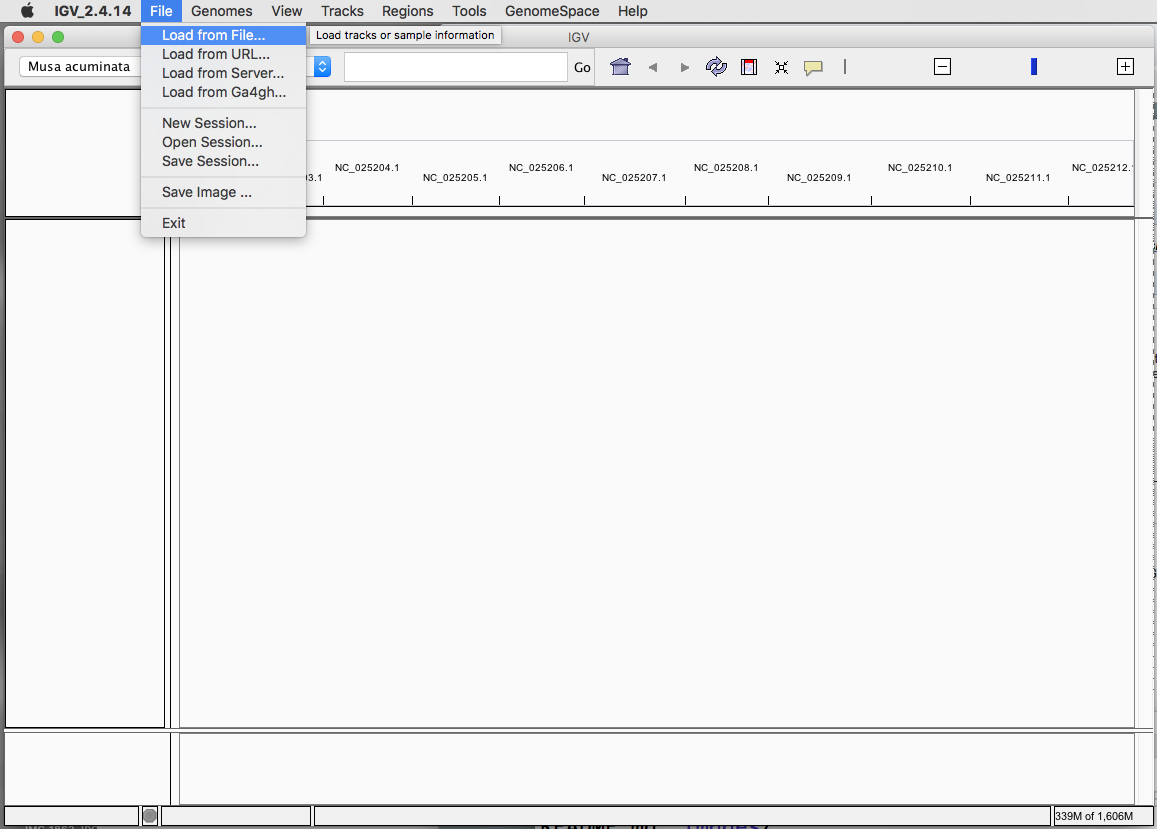 IGV_2.4.14 File Genomes View Tracks Regions Tools GenomeSpace Help
Load from File...
Load tracks or sample information
IGV
Load from URL...
Musa acuminata
Go
Load from Server...
Load from Ga4gh...
New Session...
Open Session...
Save Session...
Save Image ...
Exit
03.1 NC_025204.1 NC_025205.1 NC_025206.1 NC_025207.1 NC_025208.1 NC_025209.1 NC_025210.1 NC_025211.1 NC_025212.
339M of 1,606M